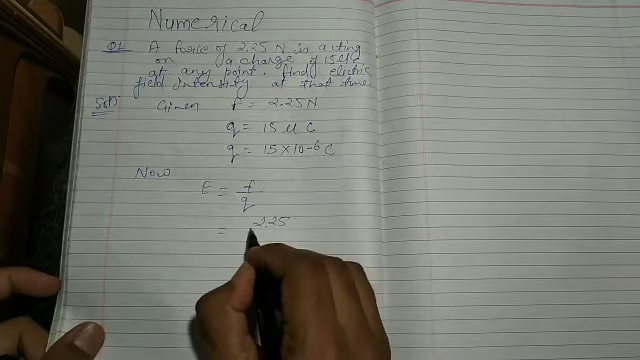 Numerical
Q1. A force of 2.25 N is acting
on a charge of 15 μC
at any point. find electric
field intensity at that time.
Soln Given f = 2.25 N
q = 15 μ C
q = 15 × 10-6 C
Now
E = f
q
= 2.25